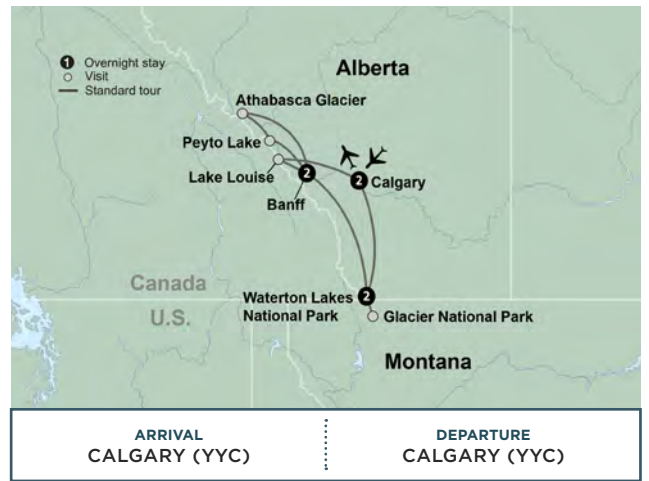 1 Overnight stay
Visit
Standard tour
Alberta
Athabasca Glacier
Peyto Lake
Lake Louise
2
Banff
2 Calgary
Canada
U.S.
Waterton Lakes
National Park
2
Glacier National Park
Montana
ARRIVAL
CALGARY (YYC)
DEPARTURE
CALGARY (YYC)